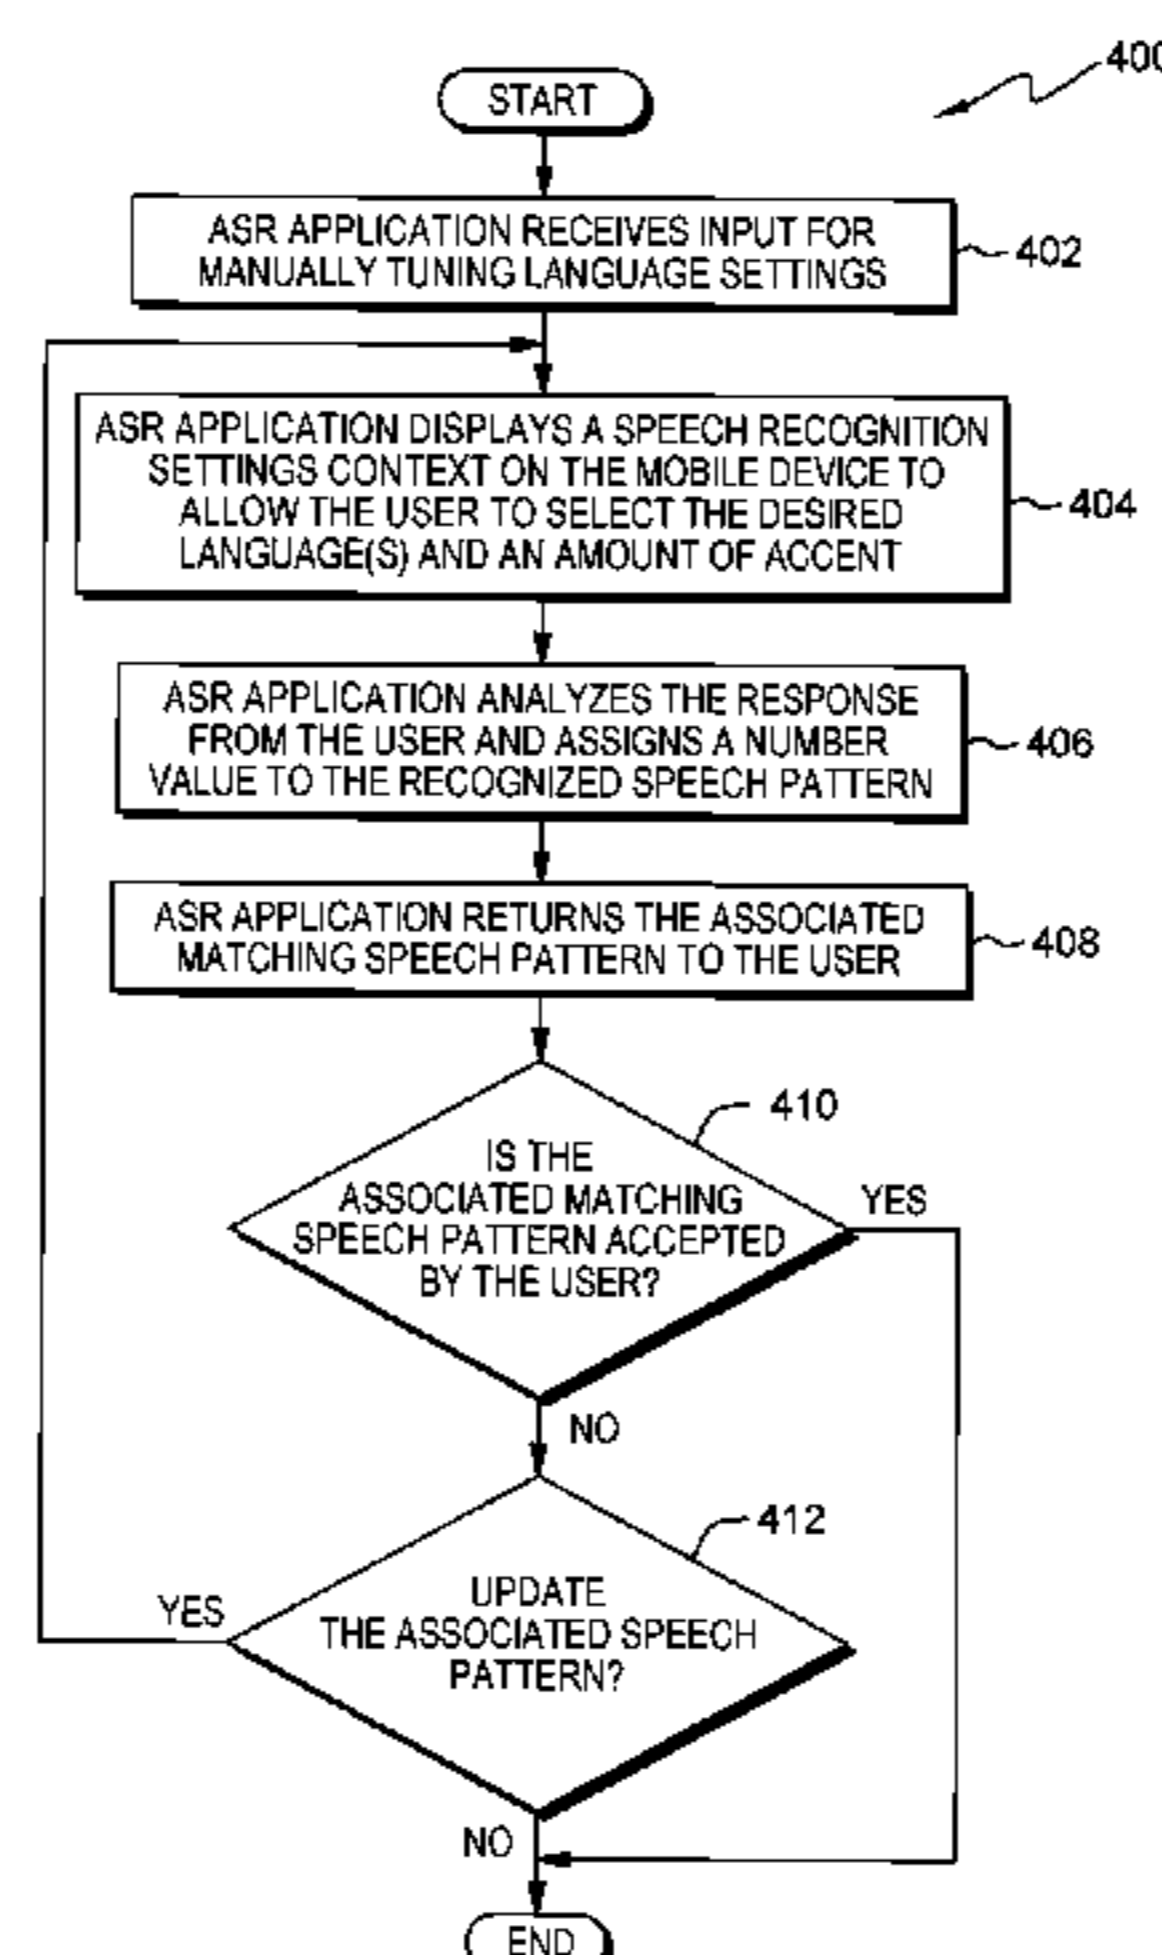 400
START
ASR APPLICATION RECEIVES INPUT FOR
MANUALLY TUNING LANGUAGE SETTINGS
402
ASR APPLICATION DISPLAYS A SPEECH RECOGNITION
SETTINGS CONTEXT ON THE MOBILE DEVICE TO
ALLOW THE USER TO SELECT THE DESIRED
LANGUAGE(S) AND AN AMOUNT OF ACCENT
404
ASR APPLICATION ANALYZES THE RESPONSE
FROM THE USER AND ASSIGNS A NUMBER
VALUE TO THE RECOGNIZED SPEECH PATTERN
406
ASR APPLICATION RETURNS THE ASSOCIATED
MATCHING SPEECH PATTERN TO THE USER
408
410
IS THE
ASSOCIATED MATCHING
SPEECH PATTERN ACCEPTED
BY THE USER?
YES
NO
412
UPDATE
THE ASSOCIATED SPEECH
PATTERN?
YES
NO
END